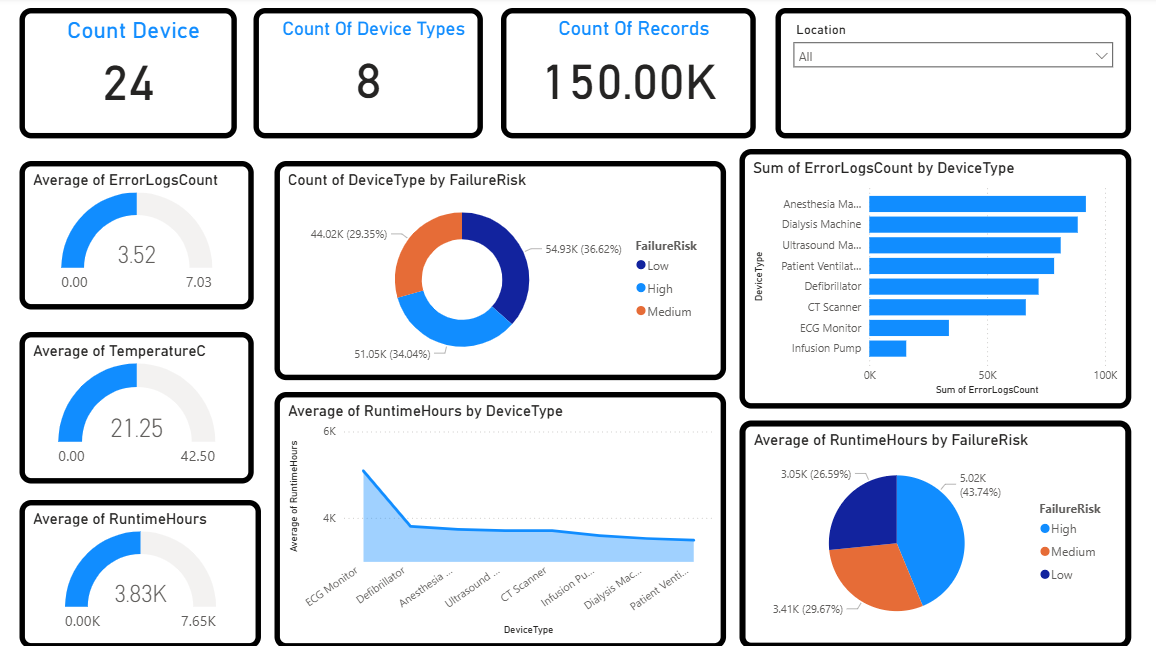 Count Device
24
Count Of Device Types
8
Count Of Records
150.00K
Location
All
Average of ErrorLogsCount
3.52
0.00
7.03
Average of TemperatureC
21.25
0.00
42.50
Average of RuntimeHours
3.83K
0.00K
7.65K
Count of DeviceType by FailureRisk
44.02K (29.35%)
54.93K (36.62%)
51.05K (34.04%)
FailureRisk
Low
High
Medium
Average of RuntimeHours by DeviceType
Average of RuntimeHours
6K
4K
ECG Monitor
Defibrillator
Anesthesia ...
Ultrasound ...
CT Scanner
Infusion Pu...
Dialysis Mac...
Patient Venti...
DeviceType
Sum of ErrorLogsCount by DeviceType
DeviceType
Anesthesia Ma...
Dialysis Machine
Ultrasound Ma...
Patient Ventilat...
Defibrillator
CT Scanner
ECG Monitor
Infusion Pump
0K
50K
100K
Sum of ErrorLogsCount
Average of RuntimeHours by FailureRisk
3.05K (26.59%)
5.02K
(43.74%)
3.41K (29.67%)
FailureRisk
High
Medium
Low